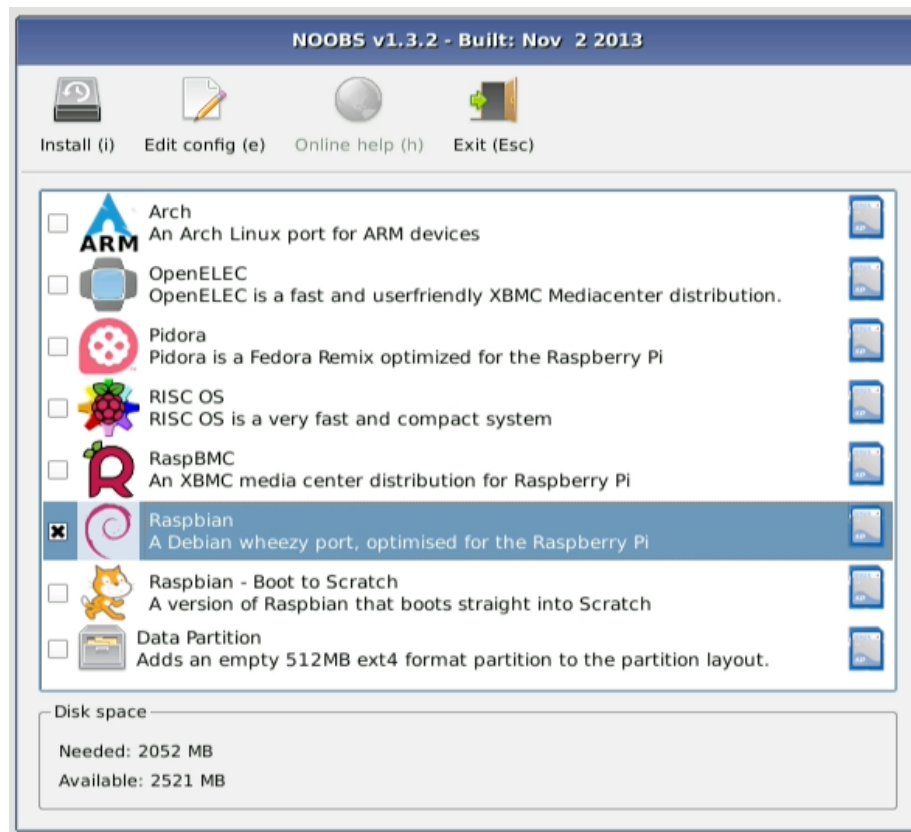 NOOBS v1.3.2 - Built: Nov 2 2013
Install (i) Edit config (e) Online help (h) Exit (Esc)
ARM
Arch
An Arch Linux port for ARM devices
OpenELEC
OpenELEC is a fast and userfriendly XBMC Mediacenter distribution.
Pidora
Pidora is a Fedora Remix optimized for the Raspberry Pi
RISC OS
RISC OS is a very fast and compact system
RaspBMC
An XBMC media center distribution for Raspberry Pi
Raspbian
A Debian wheezy port, optimised for the Raspberry Pi
Raspbian - Boot to Scratch
A version of Raspbian that boots straight into Scratch
Data Partition
Adds an empty 512MB ext4 format partition to the partition layout.
Disk space
Needed: 2052 MB
Available: 2521 MB